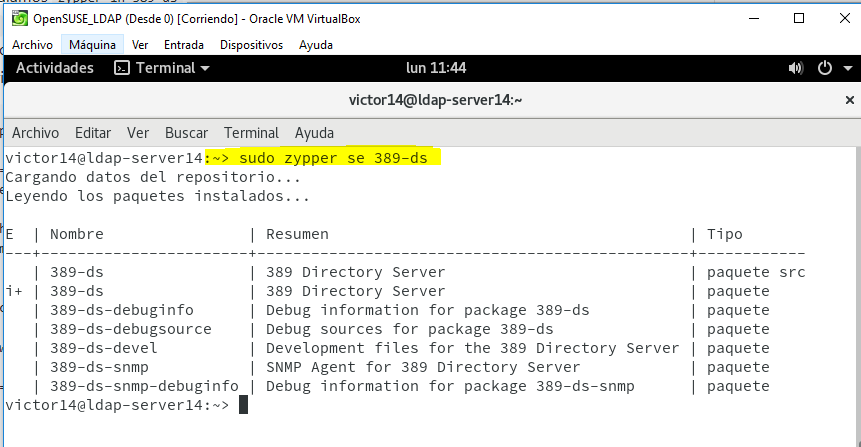 OpenSUSE_LDAP (Desde 0) [Corriendo] - Oracle VM VirtualBox
Archivo Máquina Ver Entrada Dispositivos Ayuda
Actividades Terminal lun 11:44
victor14@ldap-server14:~
Archivo Editar Ver Buscar Terminal Ayuda
victor14@ldap-server14:~> sudo zypper se 389-ds
Cargando datos del repositorio...
Leyendo los paquetes instalados...
E  | Nombre                | Resumen                                        | Tipo
---+-----------------------+------------------------------------------------+------------
   | 389-ds                | 389 Directory Server                           | paquete src
i+ | 389-ds                | 389 Directory Server                           | paquete
   | 389-ds-debuginfo      | Debug information for package 389-ds           | paquete
   | 389-ds-debugsource    | Debug sources for package 389-ds               | paquete
   | 389-ds-devel          | Development files for the 389 Directory Server | paquete
   | 389-ds-snmp           | SNMP Agent for 389 Directory Server            | paquete
   | 389-ds-snmp-debuginfo | Debug information for package 389-ds-snmp      | paquete
victor14@ldap-server14:~>